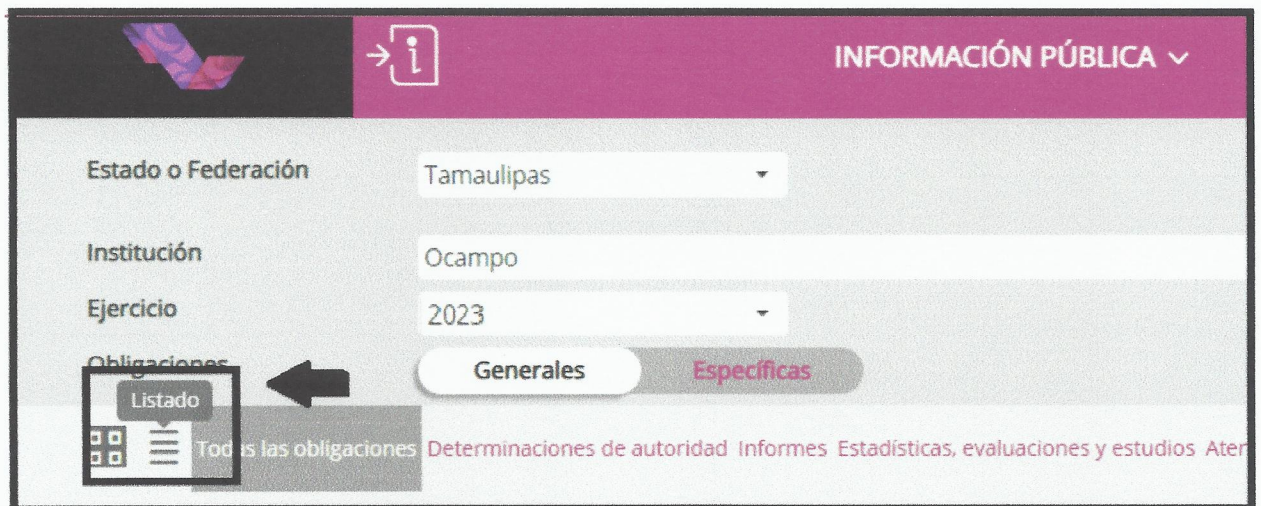 INFORMACIÓN PÚBLICA
Estado o Federación Tamaulipas
Institución Ocampo
Ejercicio 2023
Obligaciones Generales Específicas
Listado
Todas las obligaciones Determinaciones de autoridad Informes Estadísticas, evaluaciones y estudios Aten